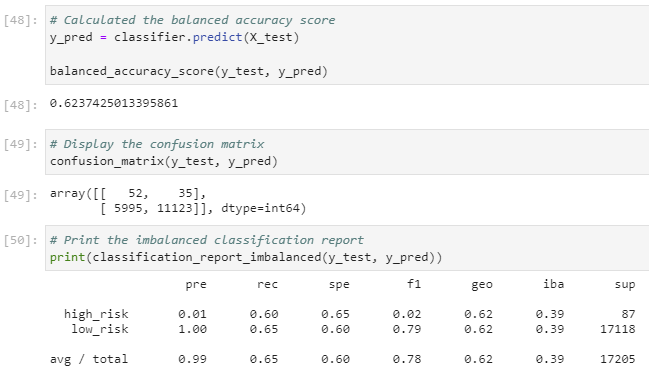 [48]: # Calculated the balanced accuracy score
y_pred = classifier.predict(X_test)
balanced_accuracy_score(y_test, y_pred)
[48]: 0.6237425013395861
[49]: # Display the confusion matrix
confusion_matrix(y_test, y_pred)
[49]: array([[   52,    35],
       [ 5995, 11123]], dtype=int64)
[50]: # Print the imbalanced classification report
print(classification_report_imbalanced(y_test, y_pred))
pre rec spe f1 geo iba sup
high_risk 0.01 0.60 0.65 0.02 0.62 0.39 87
low_risk 1.00 0.65 0.60 0.79 0.62 0.39 17118
avg / total 0.99 0.65 0.60 0.78 0.62 0.39 17205